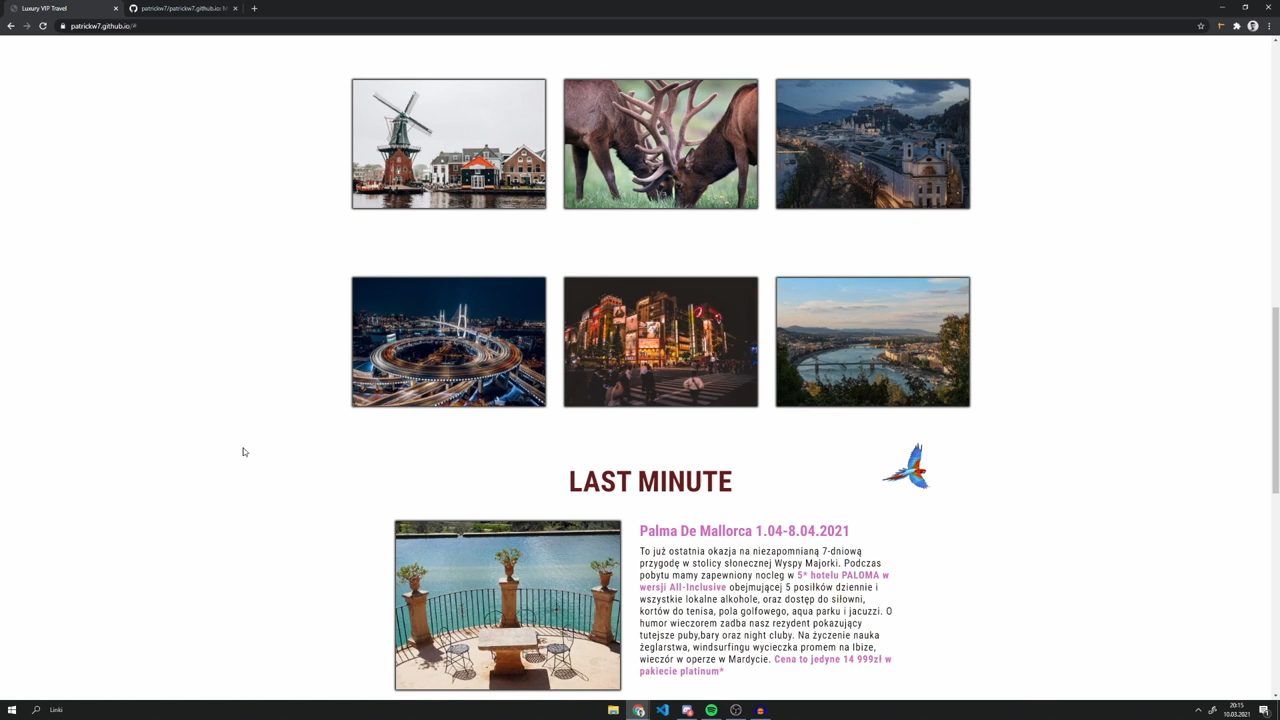 Luxury VIP Travel
patrickw7/patrickw7.github.io: M
patrickw7.github.io/#
LAST MINUTE
Palma De Mallorca 1.04-8.04.2021
To już ostatnia okazja na niezapomnianą 7-dniową
przygodę w stolicy słonecznej Wyspy Majorki. Podczas
pobytu mamy zapewniony nocleg w 5* hotelu PALOMA w
wersji All-Inclusive obejmującej 5 posiłków dziennie i
wszystkie lokalne alkohole, oraz dostęp do siłowni,
kortów do tenisa, pola golfowego, aqua parku i jacuzzi. O
humor wieczorem zadba nasz rezydent pokazujący
tutejsze puby,bary oraz night cluby. Na życzenie nauka
żeglarstwa, windsurfingu wycieczka promem na Ibize,
wieczór w operze w Mardycie. Cena to jedyne 14 999zł w
pakiecie platinum*
Linki
20:15
10.03.2021